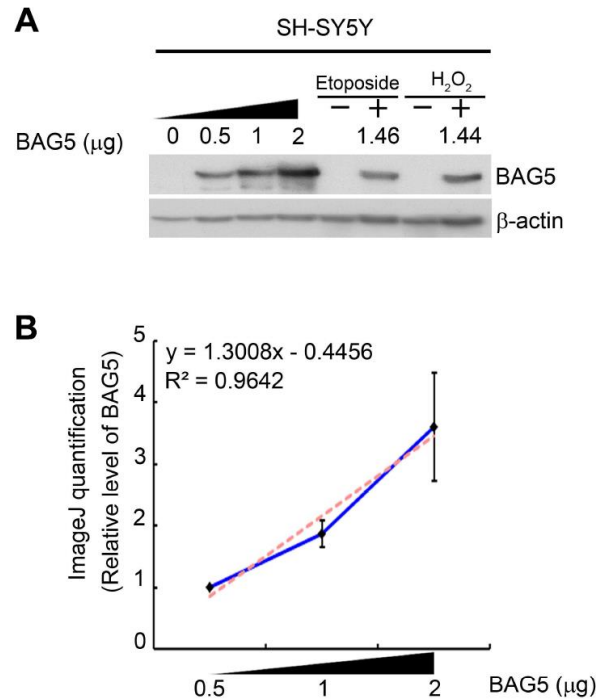 A
SH-SY5Y
Etoposide H₂O₂
− + − +
BAG5 (μg) 0 0.5 1 2 1.46 1.44
BAG5
β-actin
B
y = 1.3008x - 0.4456
R² = 0.9642
ImageJ quantification
(Relative level of BAG5)
5
4
3
2
1
0
0.5 1 2 BAG5 (μg)